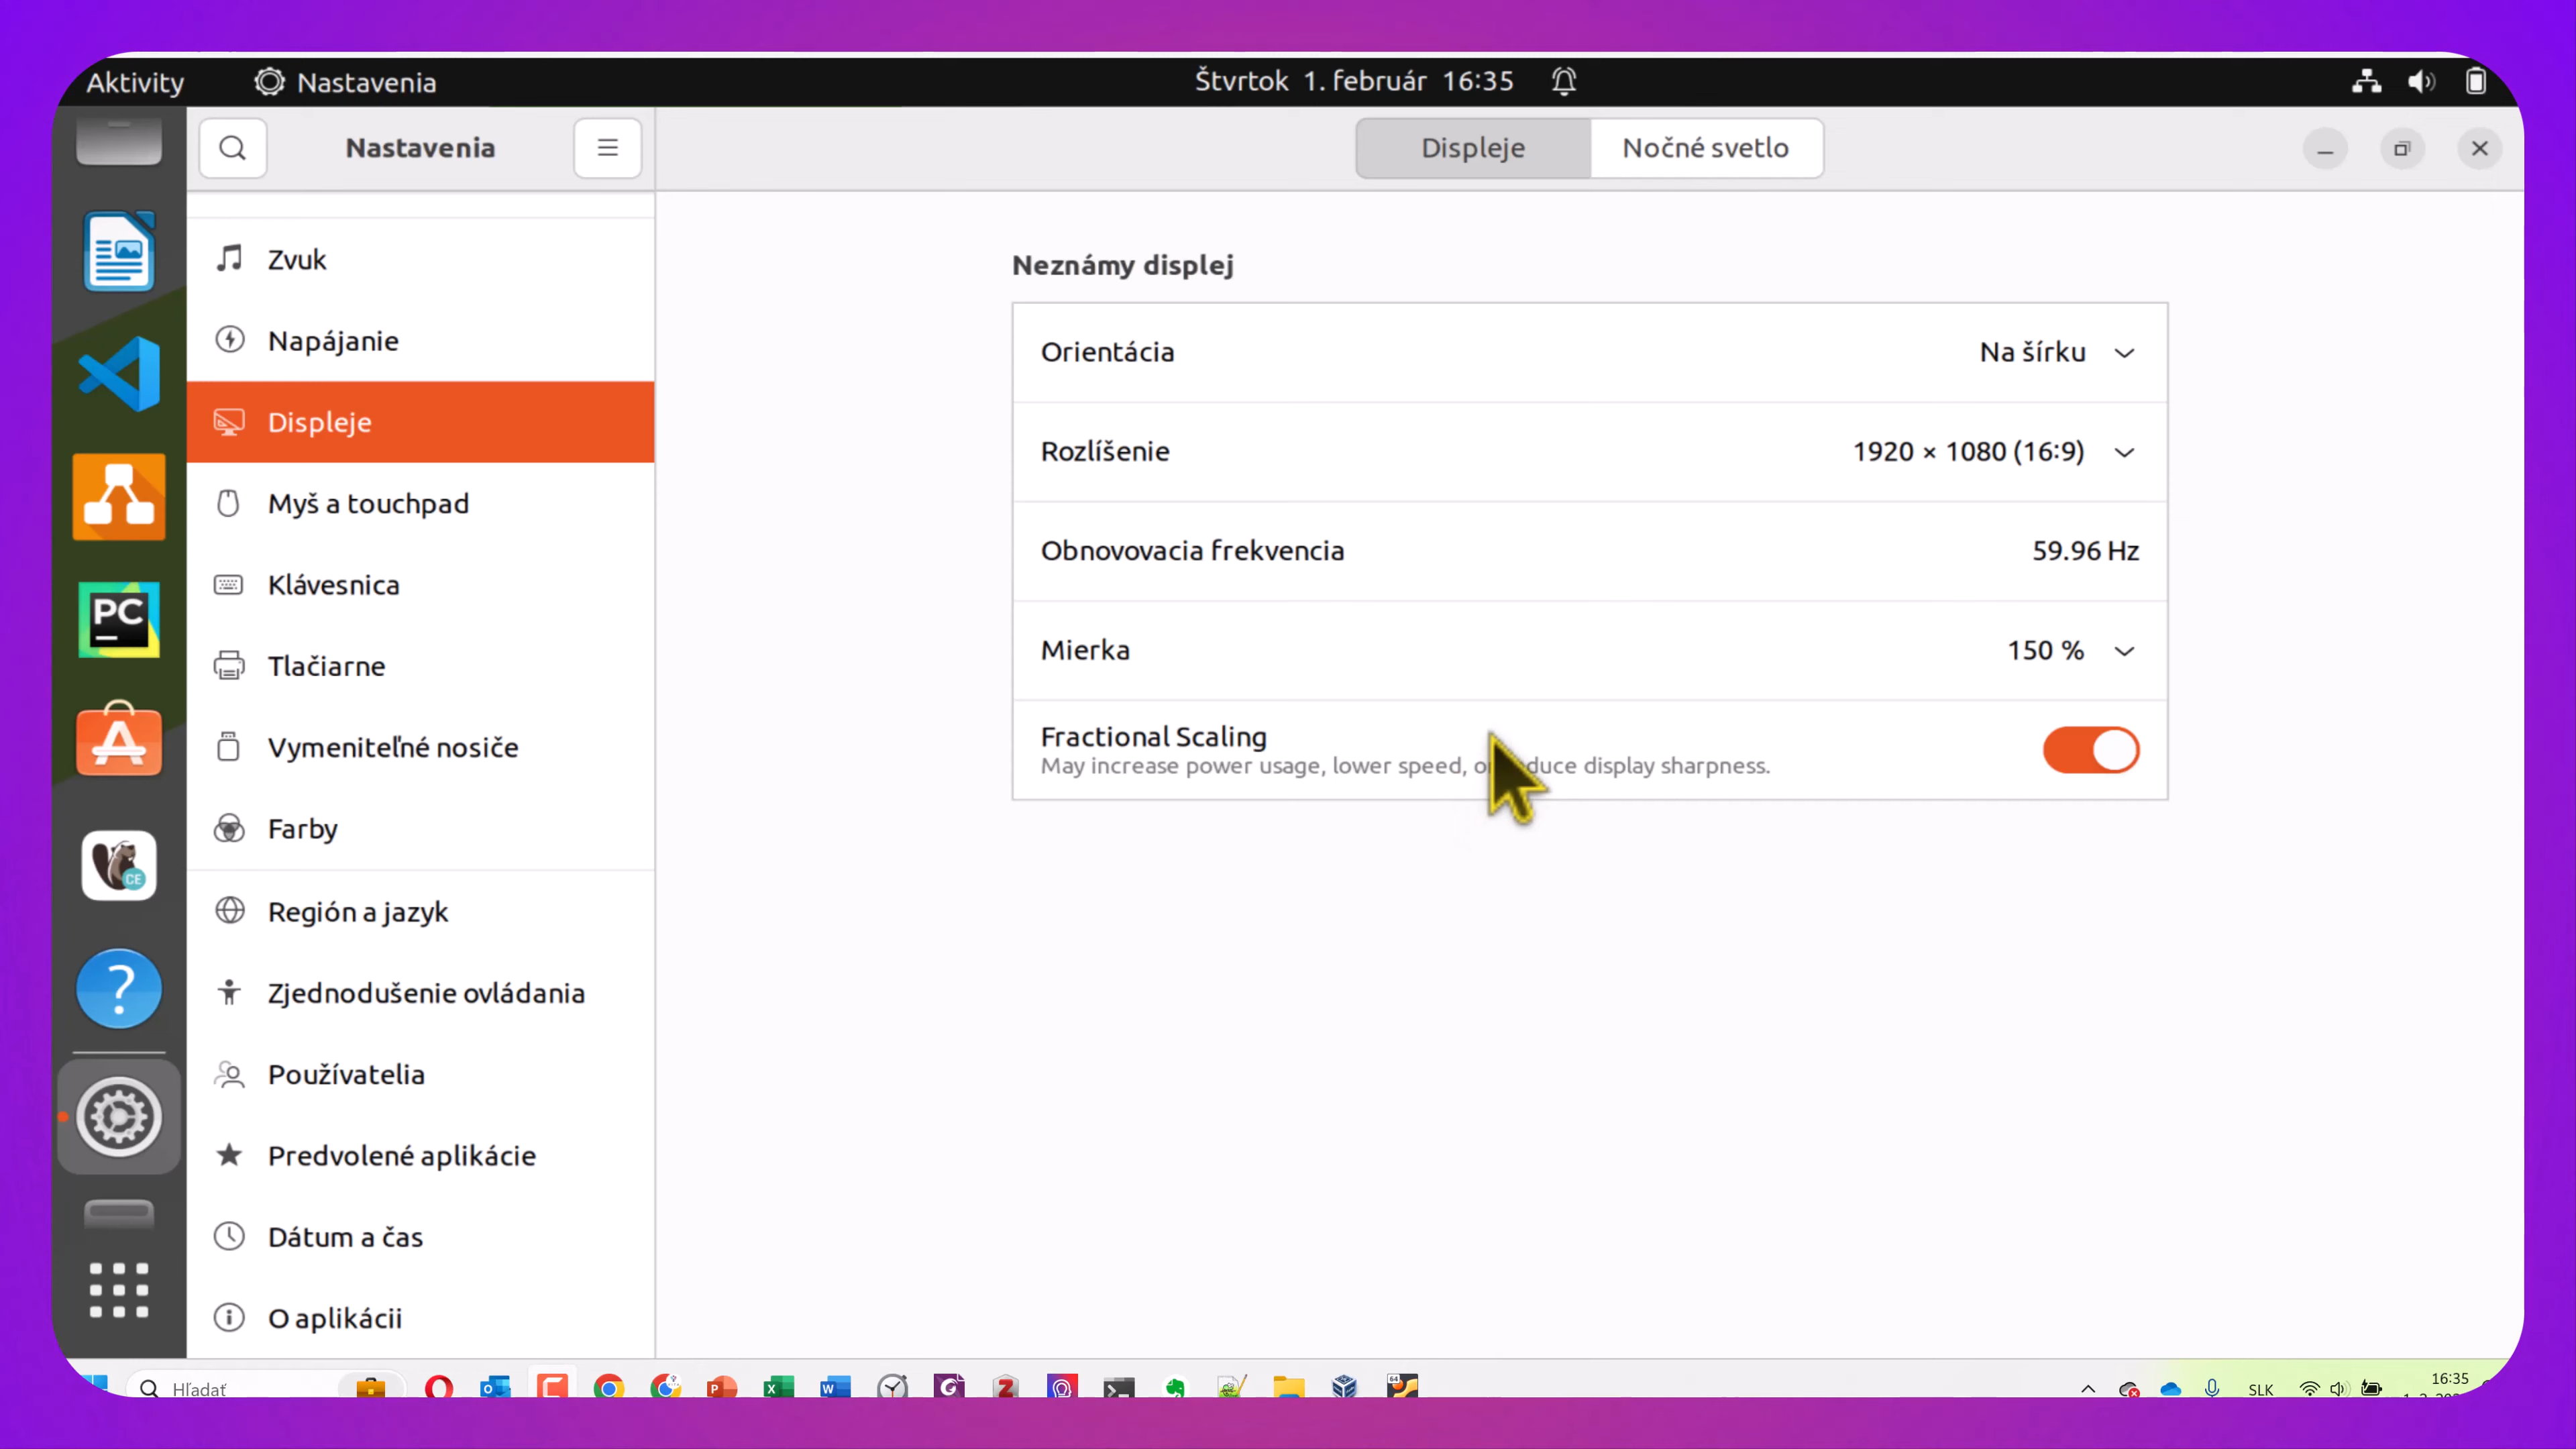 Aktivity
Nastavenia
Štvrtok 1. február 16:35
Nastavenia
Displeje
Nočné svetlo
Zvuk
Napájanie
Displeje
Myš a touchpad
Klávesnica
Tlačiarne
Vymeniteľné nosiče
Farby
Región a jazyk
Zjednodušenie ovládania
Používatelia
Predvolené aplikácie
Dátum a čas
O aplikácii
Neznámy displej
Orientácia
Na šírku
Rozlíšenie
1920 × 1080 (16:9)
Obnovovacia frekvencia
59.96 Hz
Mierka
150 %
Fractional Scaling
May increase power usage, lower speed, display sharpness.
PC
CE
?
Hľadať
SLK
16:35